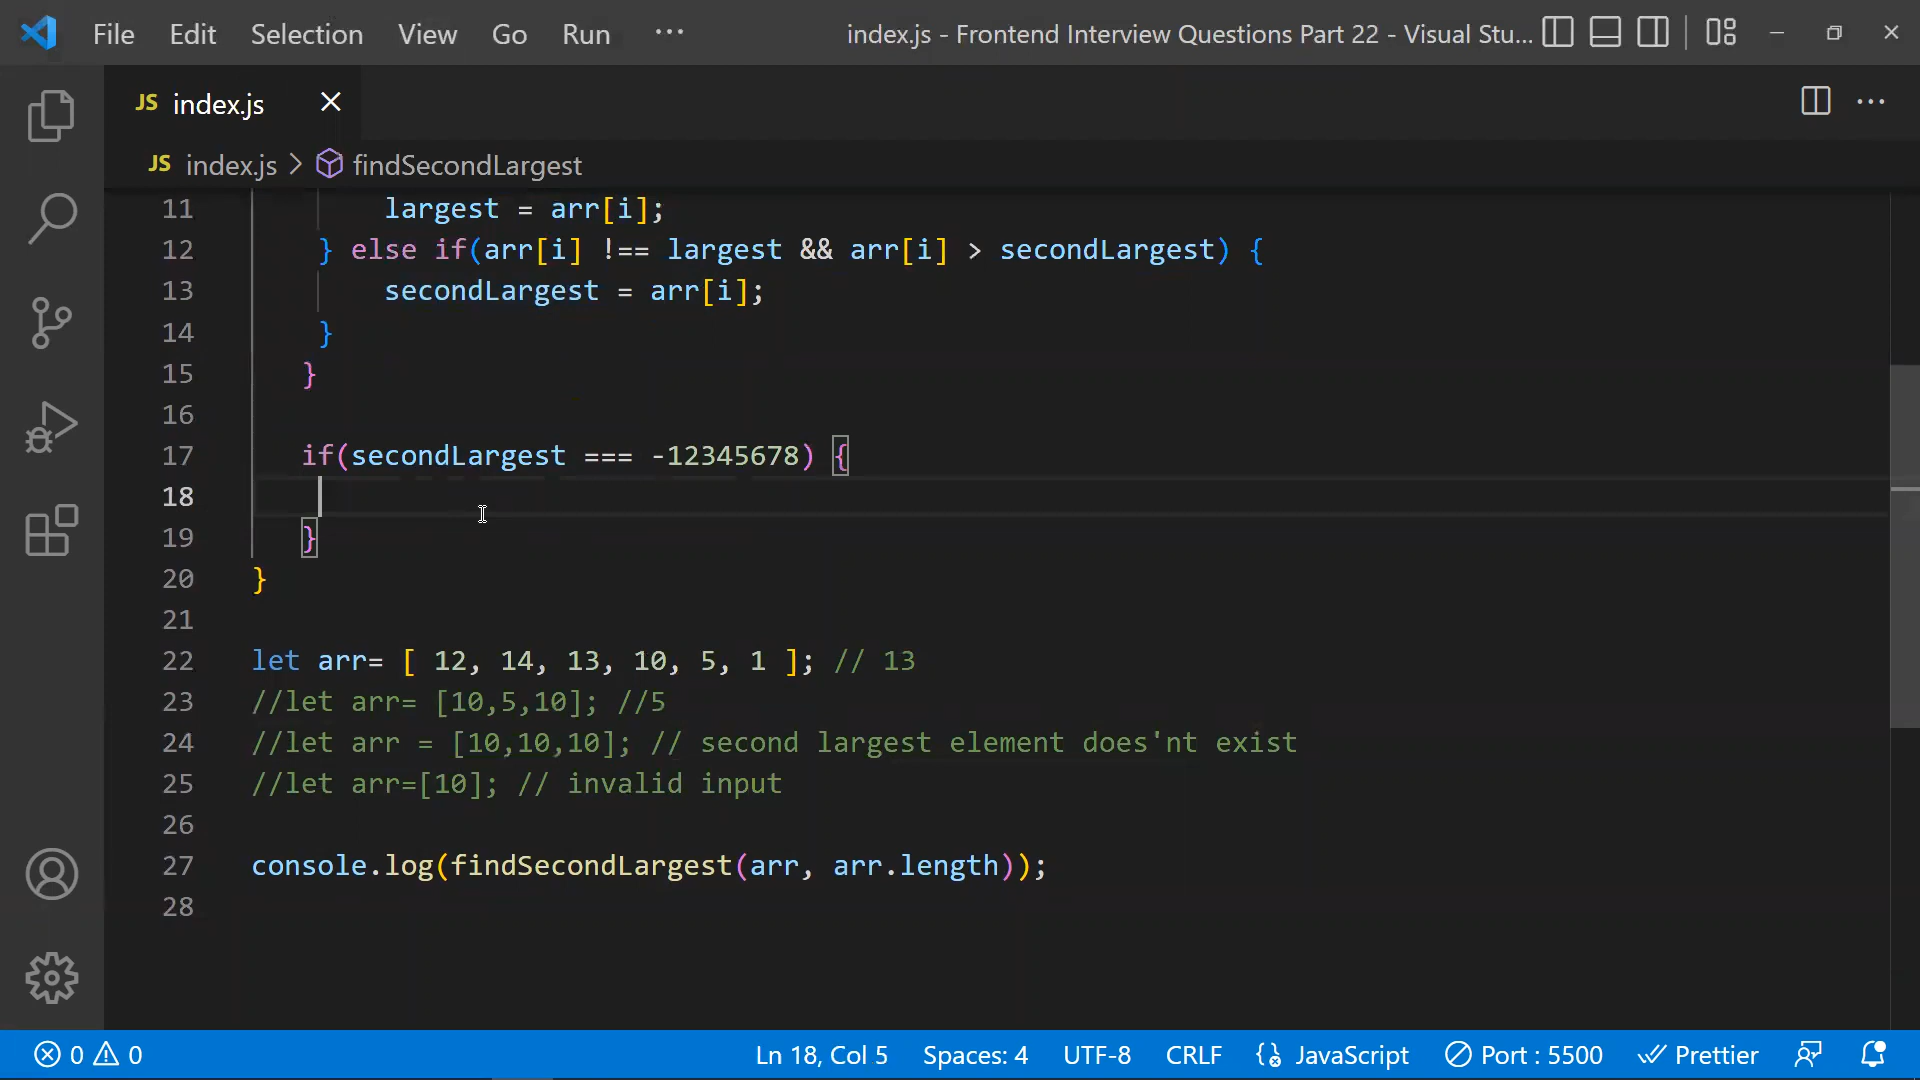 File Edit Selection View Go Run ··· index.js - Frontend Interview Questions Part 22 - Visual Stu...
JS index.js
JS index.js > findSecondLargest
11 largest = arr[i];
12 } else if(arr[i] !== largest && arr[i] > secondLargest) {
13 secondLargest = arr[i];
14 }
15 }
16
17 if(secondLargest === -12345678) {
18
19 }
20 }
21
22 let arr= [ 12, 14, 13, 10, 5, 1 ]; // 13
23 //let arr= [10,5,10]; //5
24 //let arr = [10,10,10]; // second largest element does'nt exist
25 //let arr=[10]; // invalid input
26
27 console.log(findSecondLargest(arr, arr.length));
28
0 0 Ln 18, Col 5 Spaces: 4 UTF-8 CRLF JavaScript Port : 5500 Prettier